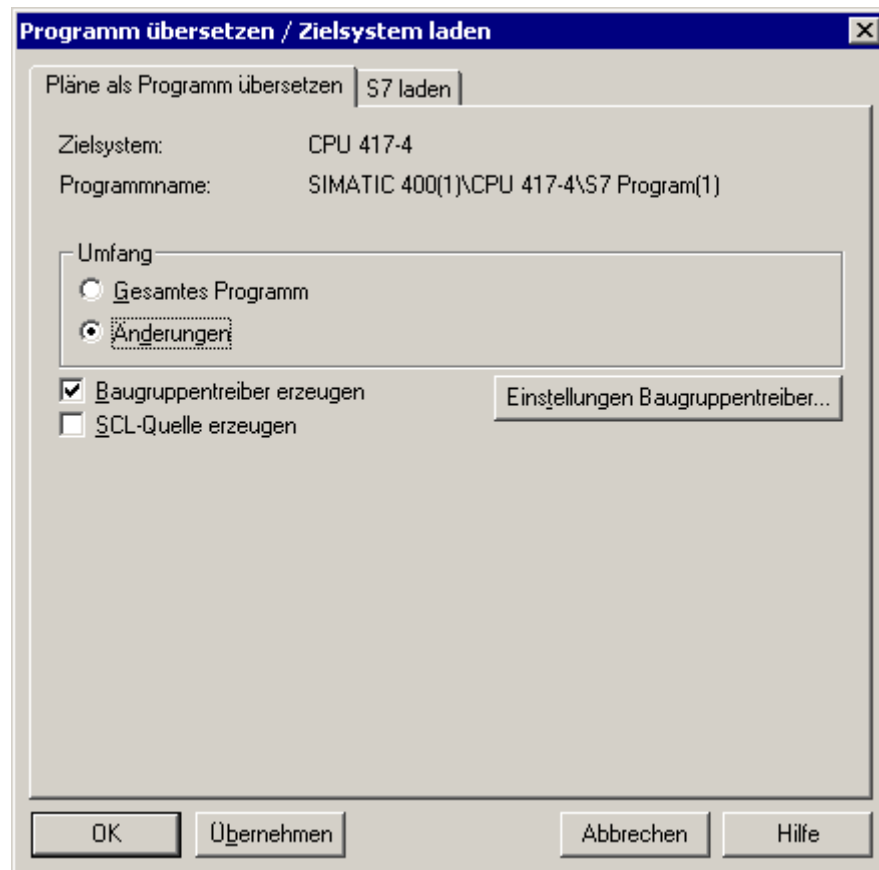 Programm übersetzen / Zielsystem laden
Pläne als Programm übersetzen S7 laden
Zielsystem: CPU 417-4
Programmname: SIMATIC 400(1)\CPU 417-4\S7 Program(1)
Umfang
Gesamtes Programm
Änderungen
Baugruppentreiber erzeugen Einstellungen Baugruppentreiber...
SCL-Quelle erzeugen
OK Übernehmen Abbrechen Hilfe